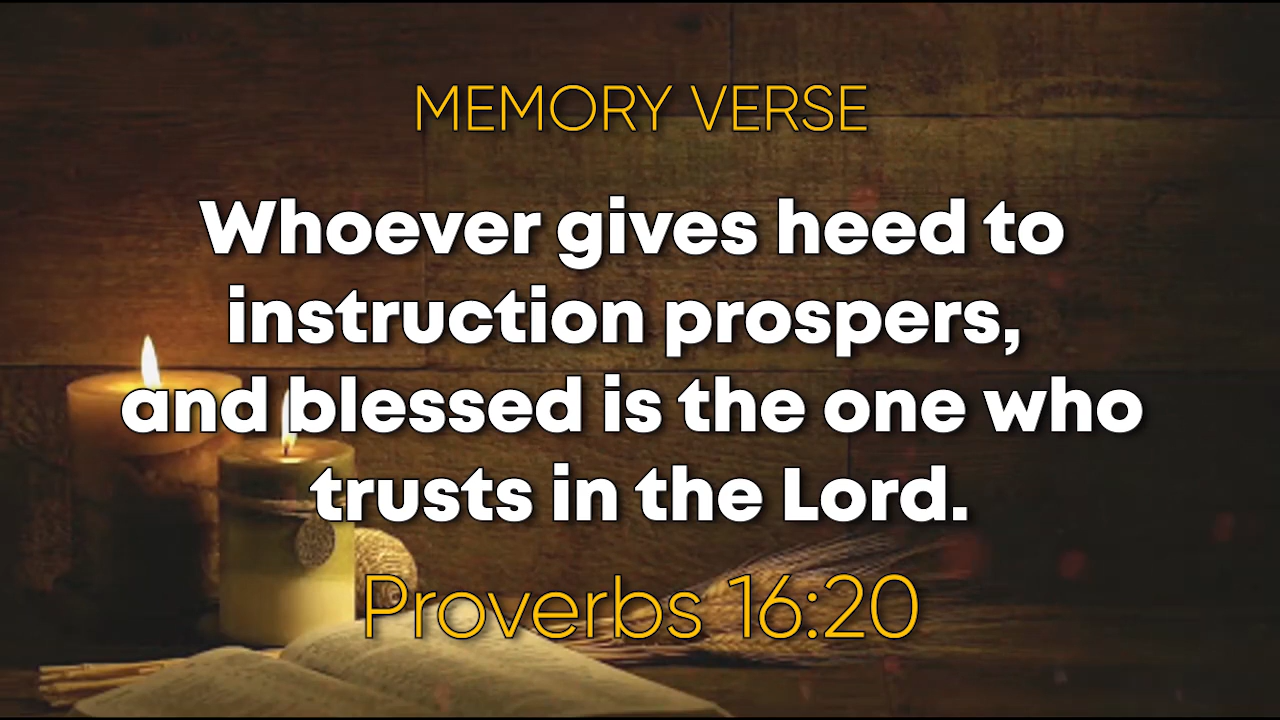 MEMORY VERSE
Whoever gives heed to
instruction prospers,
and blessed is the one who
trusts in the Lord.
Proverbs 16:20